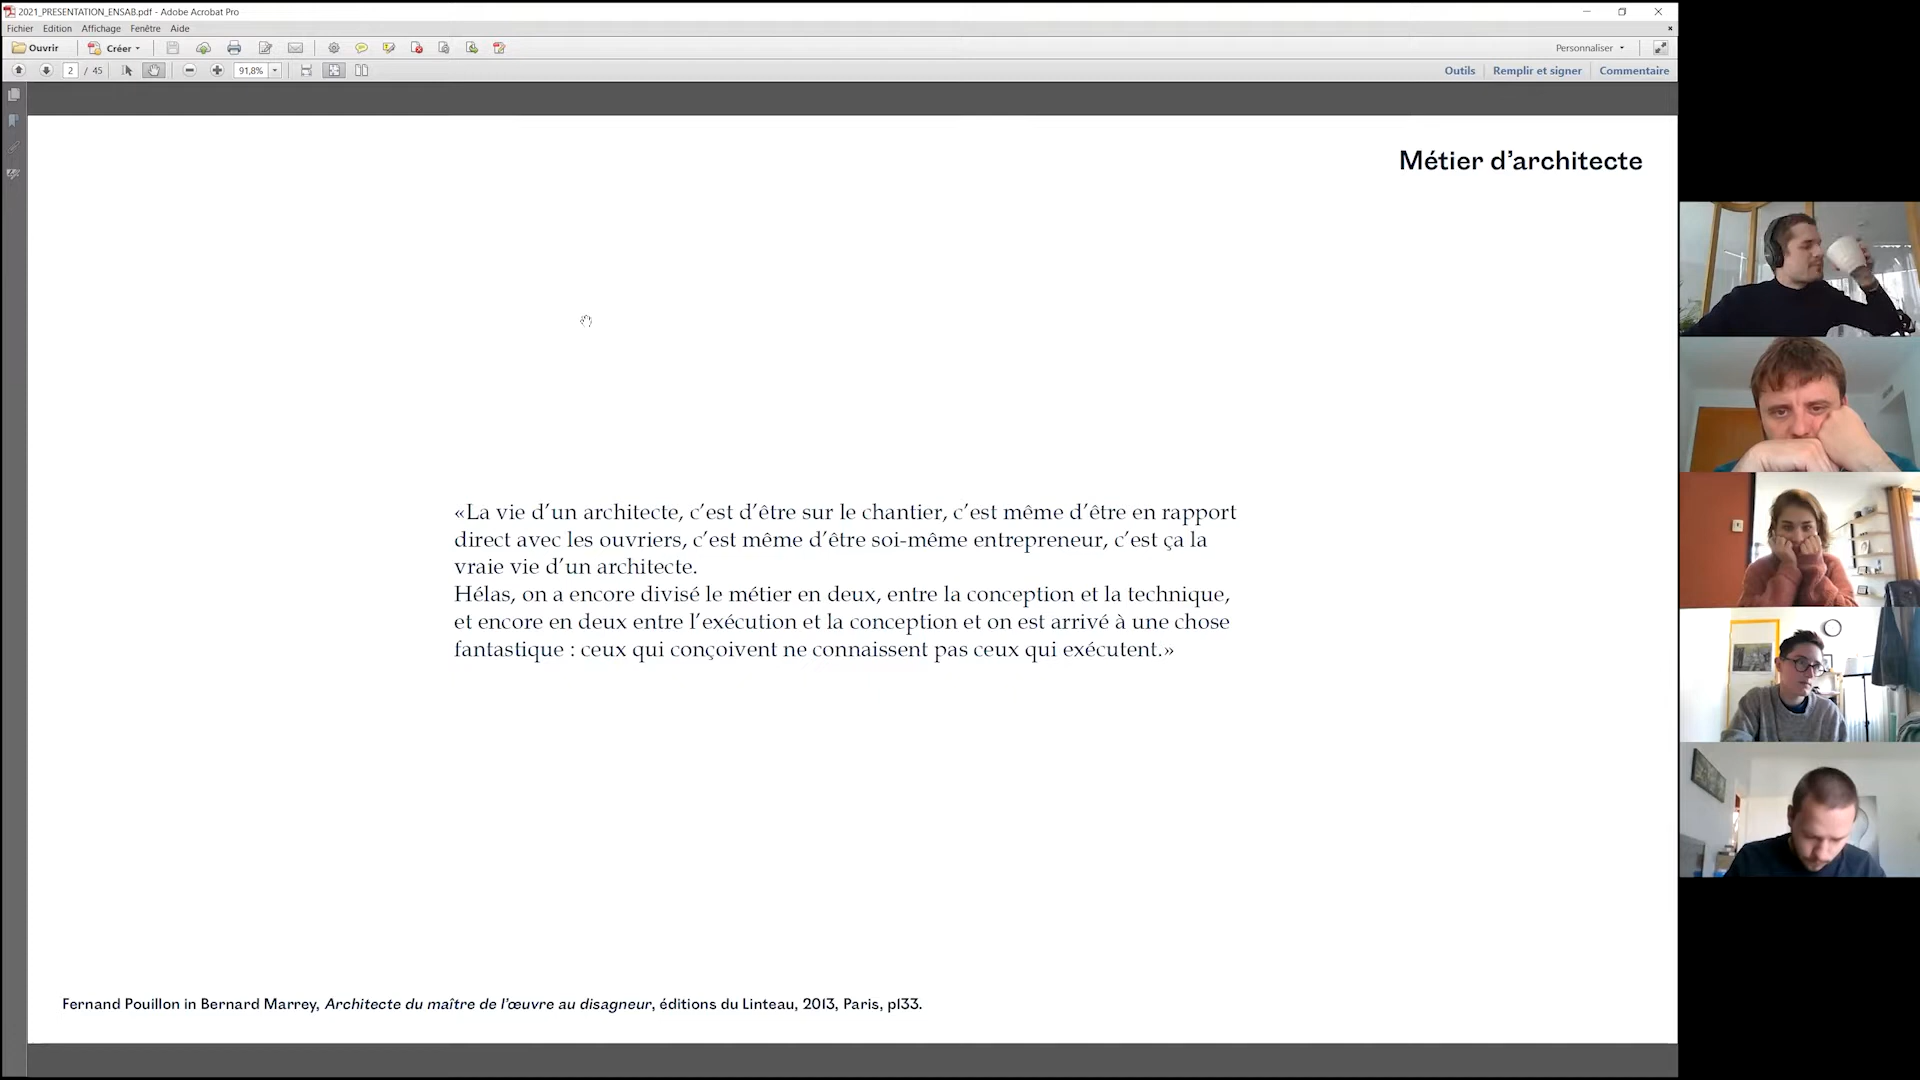 2021_PRESENTATION_ENSAB.pdf - Adobe Acrobat Pro
Fichier Edition Affichage Fenêtre Aide
Ouvrir Créer Personnaliser
2 / 45 91,8% Outils Remplir et signer Commentaire
Métier d’architecte
«La vie d’un architecte, c’est d’être sur le chantier, c’est même d’être en rapport
direct avec les ouvriers, c’est même d’être soi-même entrepreneur, c’est ça la
vraie vie d’un architecte.
Hélas, on a encore divisé le métier en deux, entre la conception et la technique,
et encore en deux entre l’exécution et la conception et on est arrivé à une chose
fantastique : ceux qui conçoivent ne connaissent pas ceux qui exécutent.»
Fernand Pouillon in Bernard Marrey, Architecte du maître de l’œuvre au disagneur, éditions du Linteau, 2013, Paris, p133.